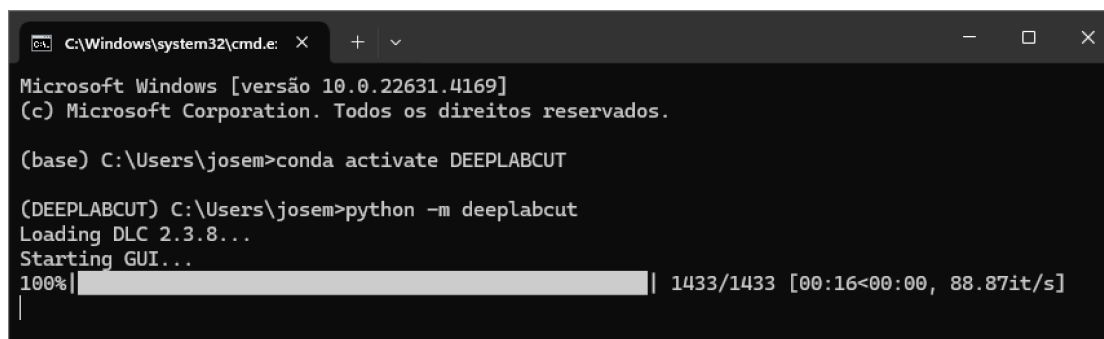 C:\Windows\system32\cmd.e:
Microsoft Windows [versão 10.0.22631.4169]
(c) Microsoft Corporation. Todos os direitos reservados.
(base) C:\Users\josem>conda activate DEEPLABCUT
(DEEPLABCUT) C:\Users\josem>python -m deeplabcut
Loading DLC 2.3.8...
Starting GUI...
100%| | 1433/1433 [00:16<00:00, 88.87it/s]